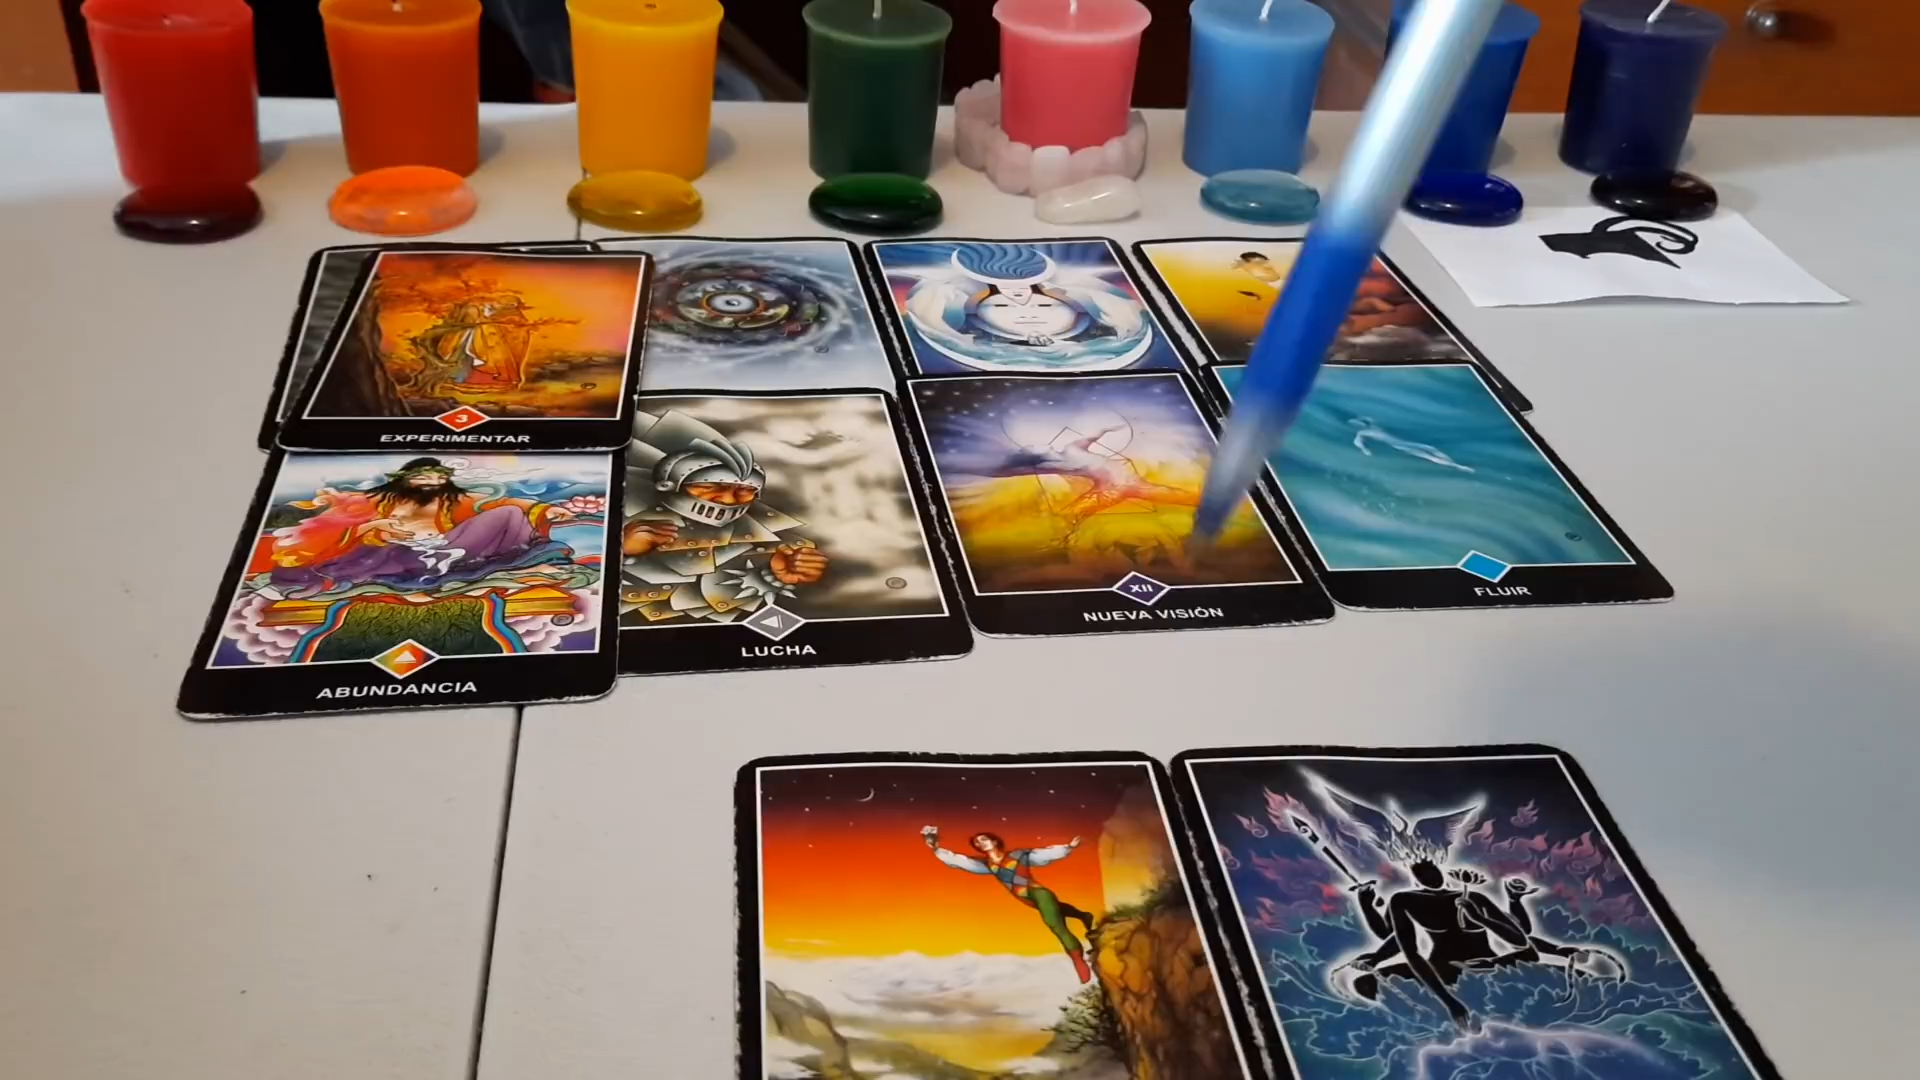 3
EXPERIMENTAR
ABUNDANCIA
LUCHA
XII
NUEVA VISIÓN
FLUIR